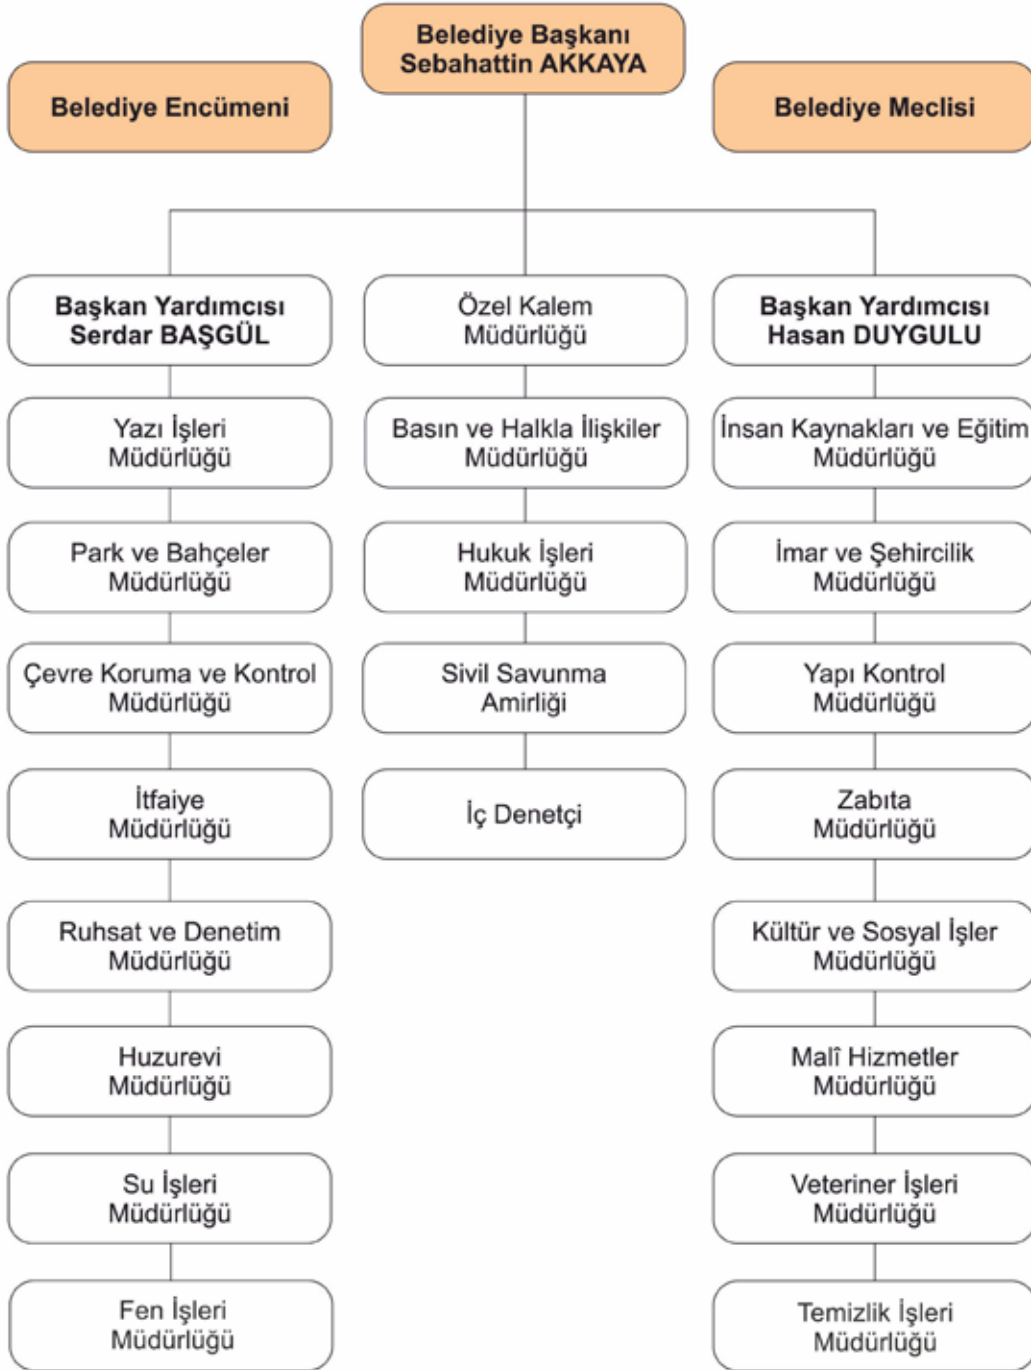 Belediye Başkanı
Sebahattin AKKAYA
Belediye Encümeni
Belediye Meclisi
Başkan Yardımcısı
Serdar BAŞGÜL
Yazı İşleri
Müdürlüğü
Park ve Bahçeler
Müdürlüğü
Çevre Koruma ve Kontrol
Müdürlüğü
İtfaiye
Müdürlüğü
Ruhsat ve Denetim
Müdürlüğü
Huzurevi
Müdürlüğü
Su İşleri
Müdürlüğü
Fen İşleri
Müdürlüğü
Özel Kalem
Müdürlüğü
Basın ve Halkla İlişkiler
Müdürlüğü
Hukuk İşleri
Müdürlüğü
Sivil Savunma
Amirliği
İç Denetçi
Başkan Yardımcısı
Hasan DUYGULU
İnsan Kaynakları ve Eğitim
Müdürlüğü
İmar ve Şehircilik
Müdürlüğü
Yapı Kontrol
Müdürlüğü
Zabıta
Müdürlüğü
Kültür ve Sosyal İşler
Müdürlüğü
Malî Hizmetler
Müdürlüğü
Veteriner İşleri
Müdürlüğü
Temizlik İşleri
Müdürlüğü